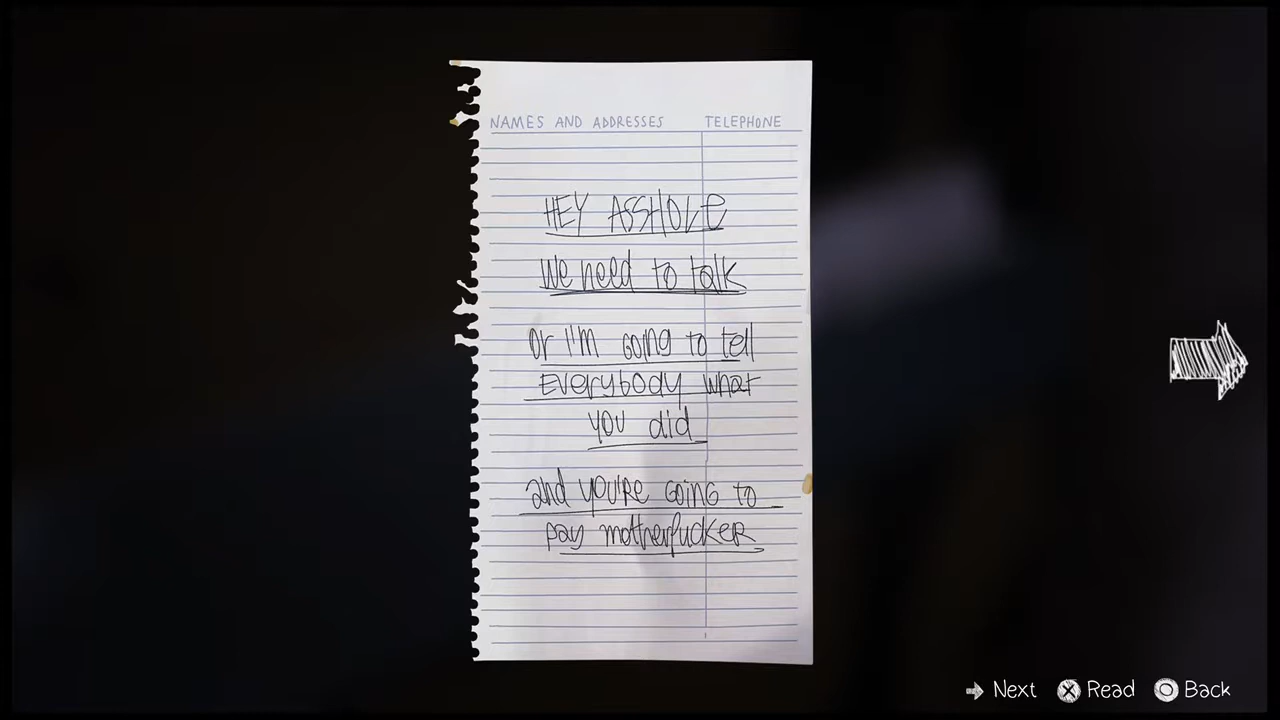 NAMES AND ADDRESSES TELEPHONE
HEY ASSHOLE
We need to talk
Or I'm going to tell
Everybody what
you did
and you're going to
pay motherfucker
Next Read Back